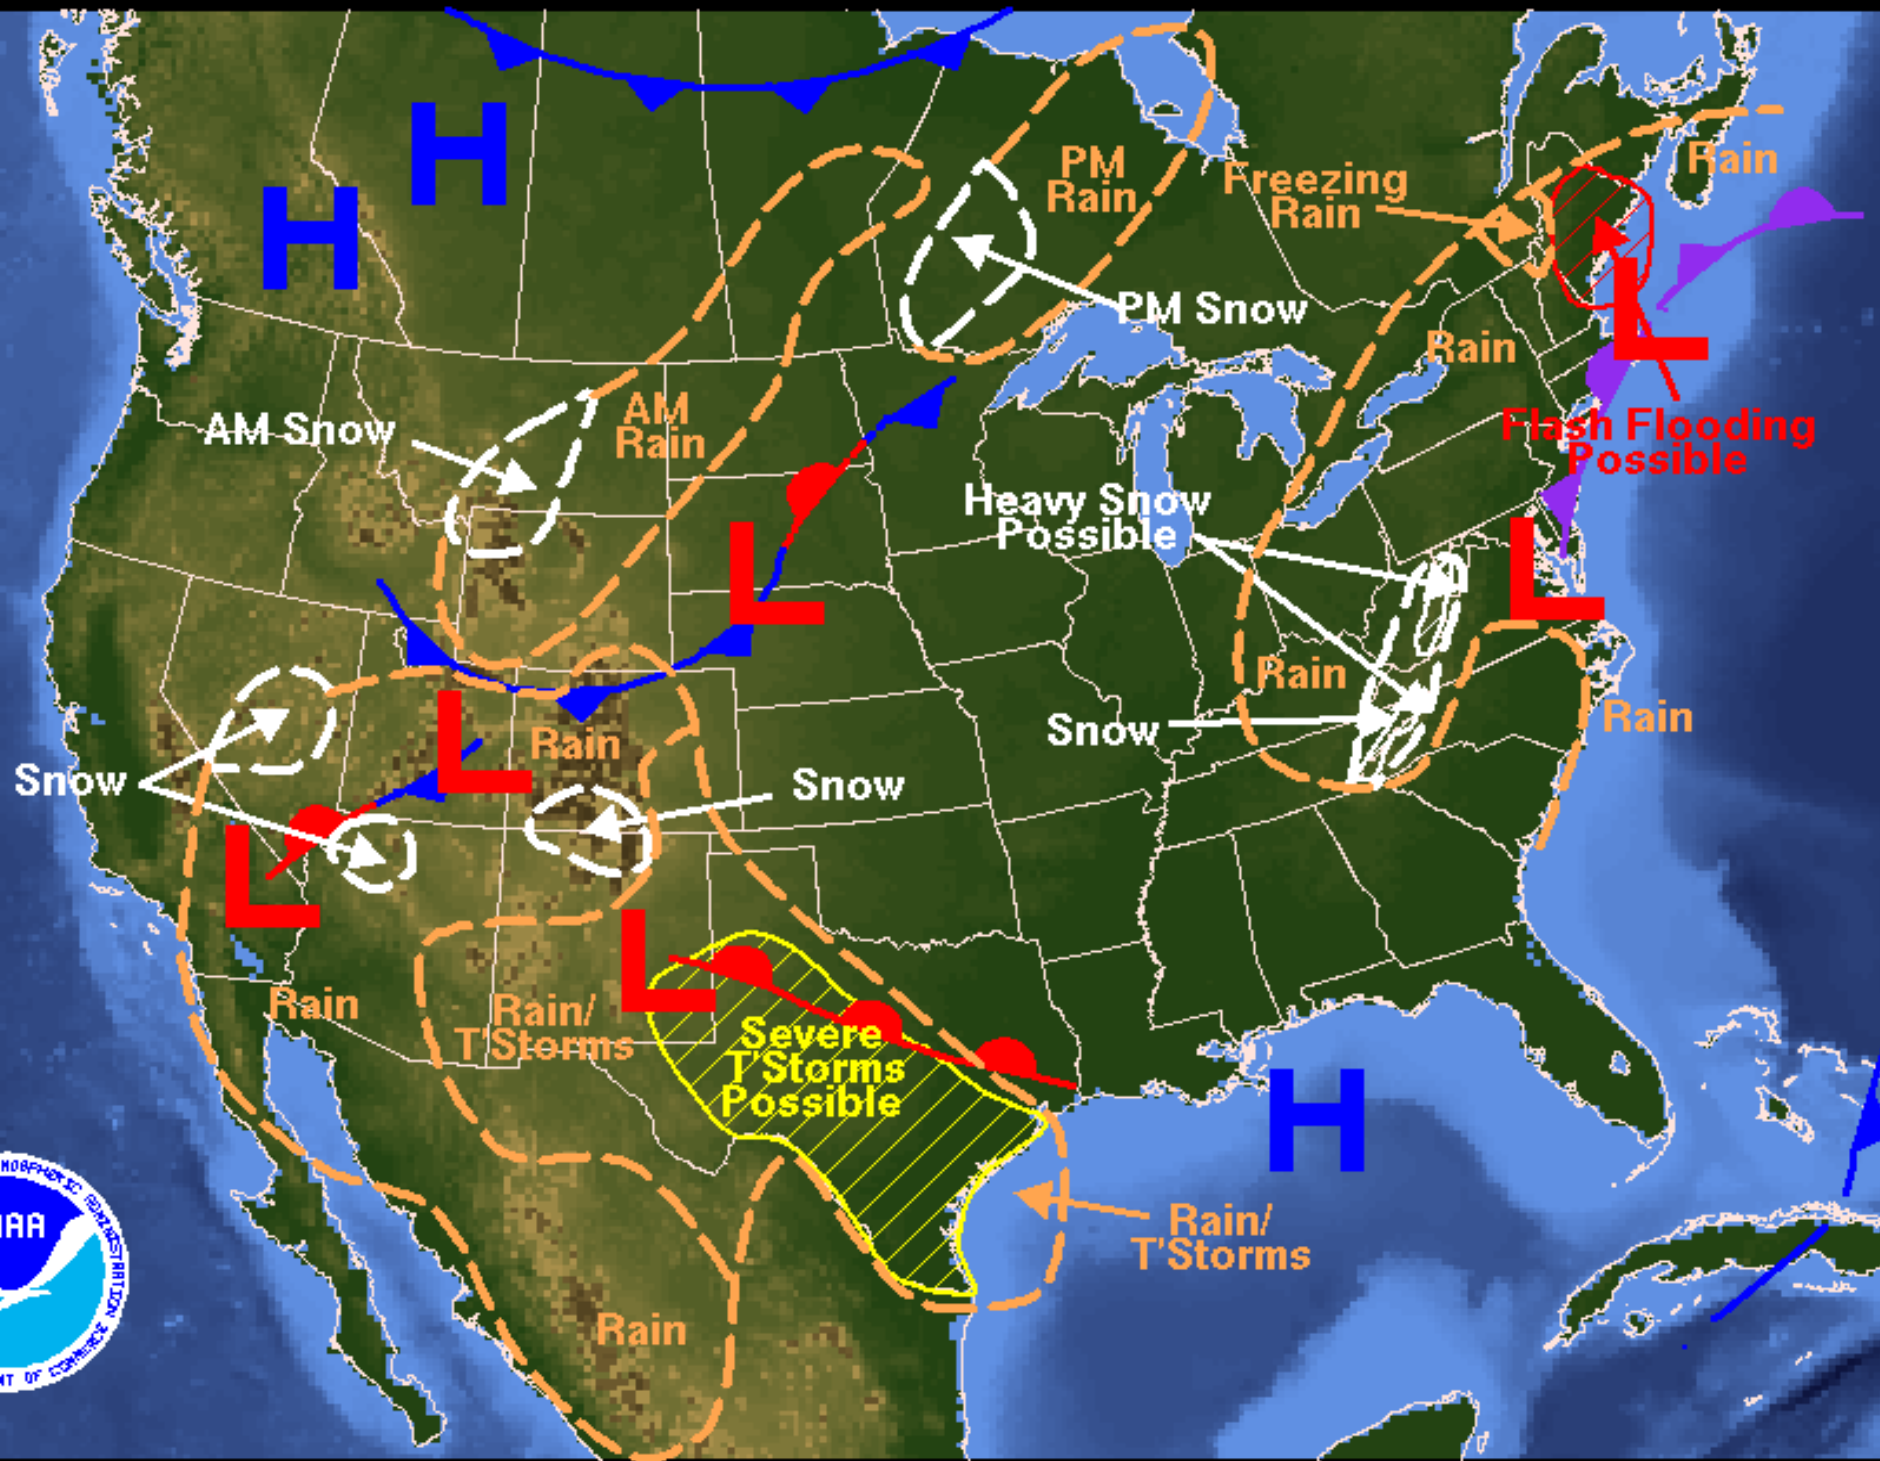 H
H
PM
Rain
Freezing
Rain
Rain
PM Snow
L
Rain
AM Snow
AM
Rain
Flash Flooding
Possible
Heavy Snow
Possible
L
L
Rain
Snow
Rain
L
Rain
Snow
Snow
L
L
Rain
Rain/
T'Storms
Severe
T'Storms
Possible
H
Rain/
T'Storms
Rain